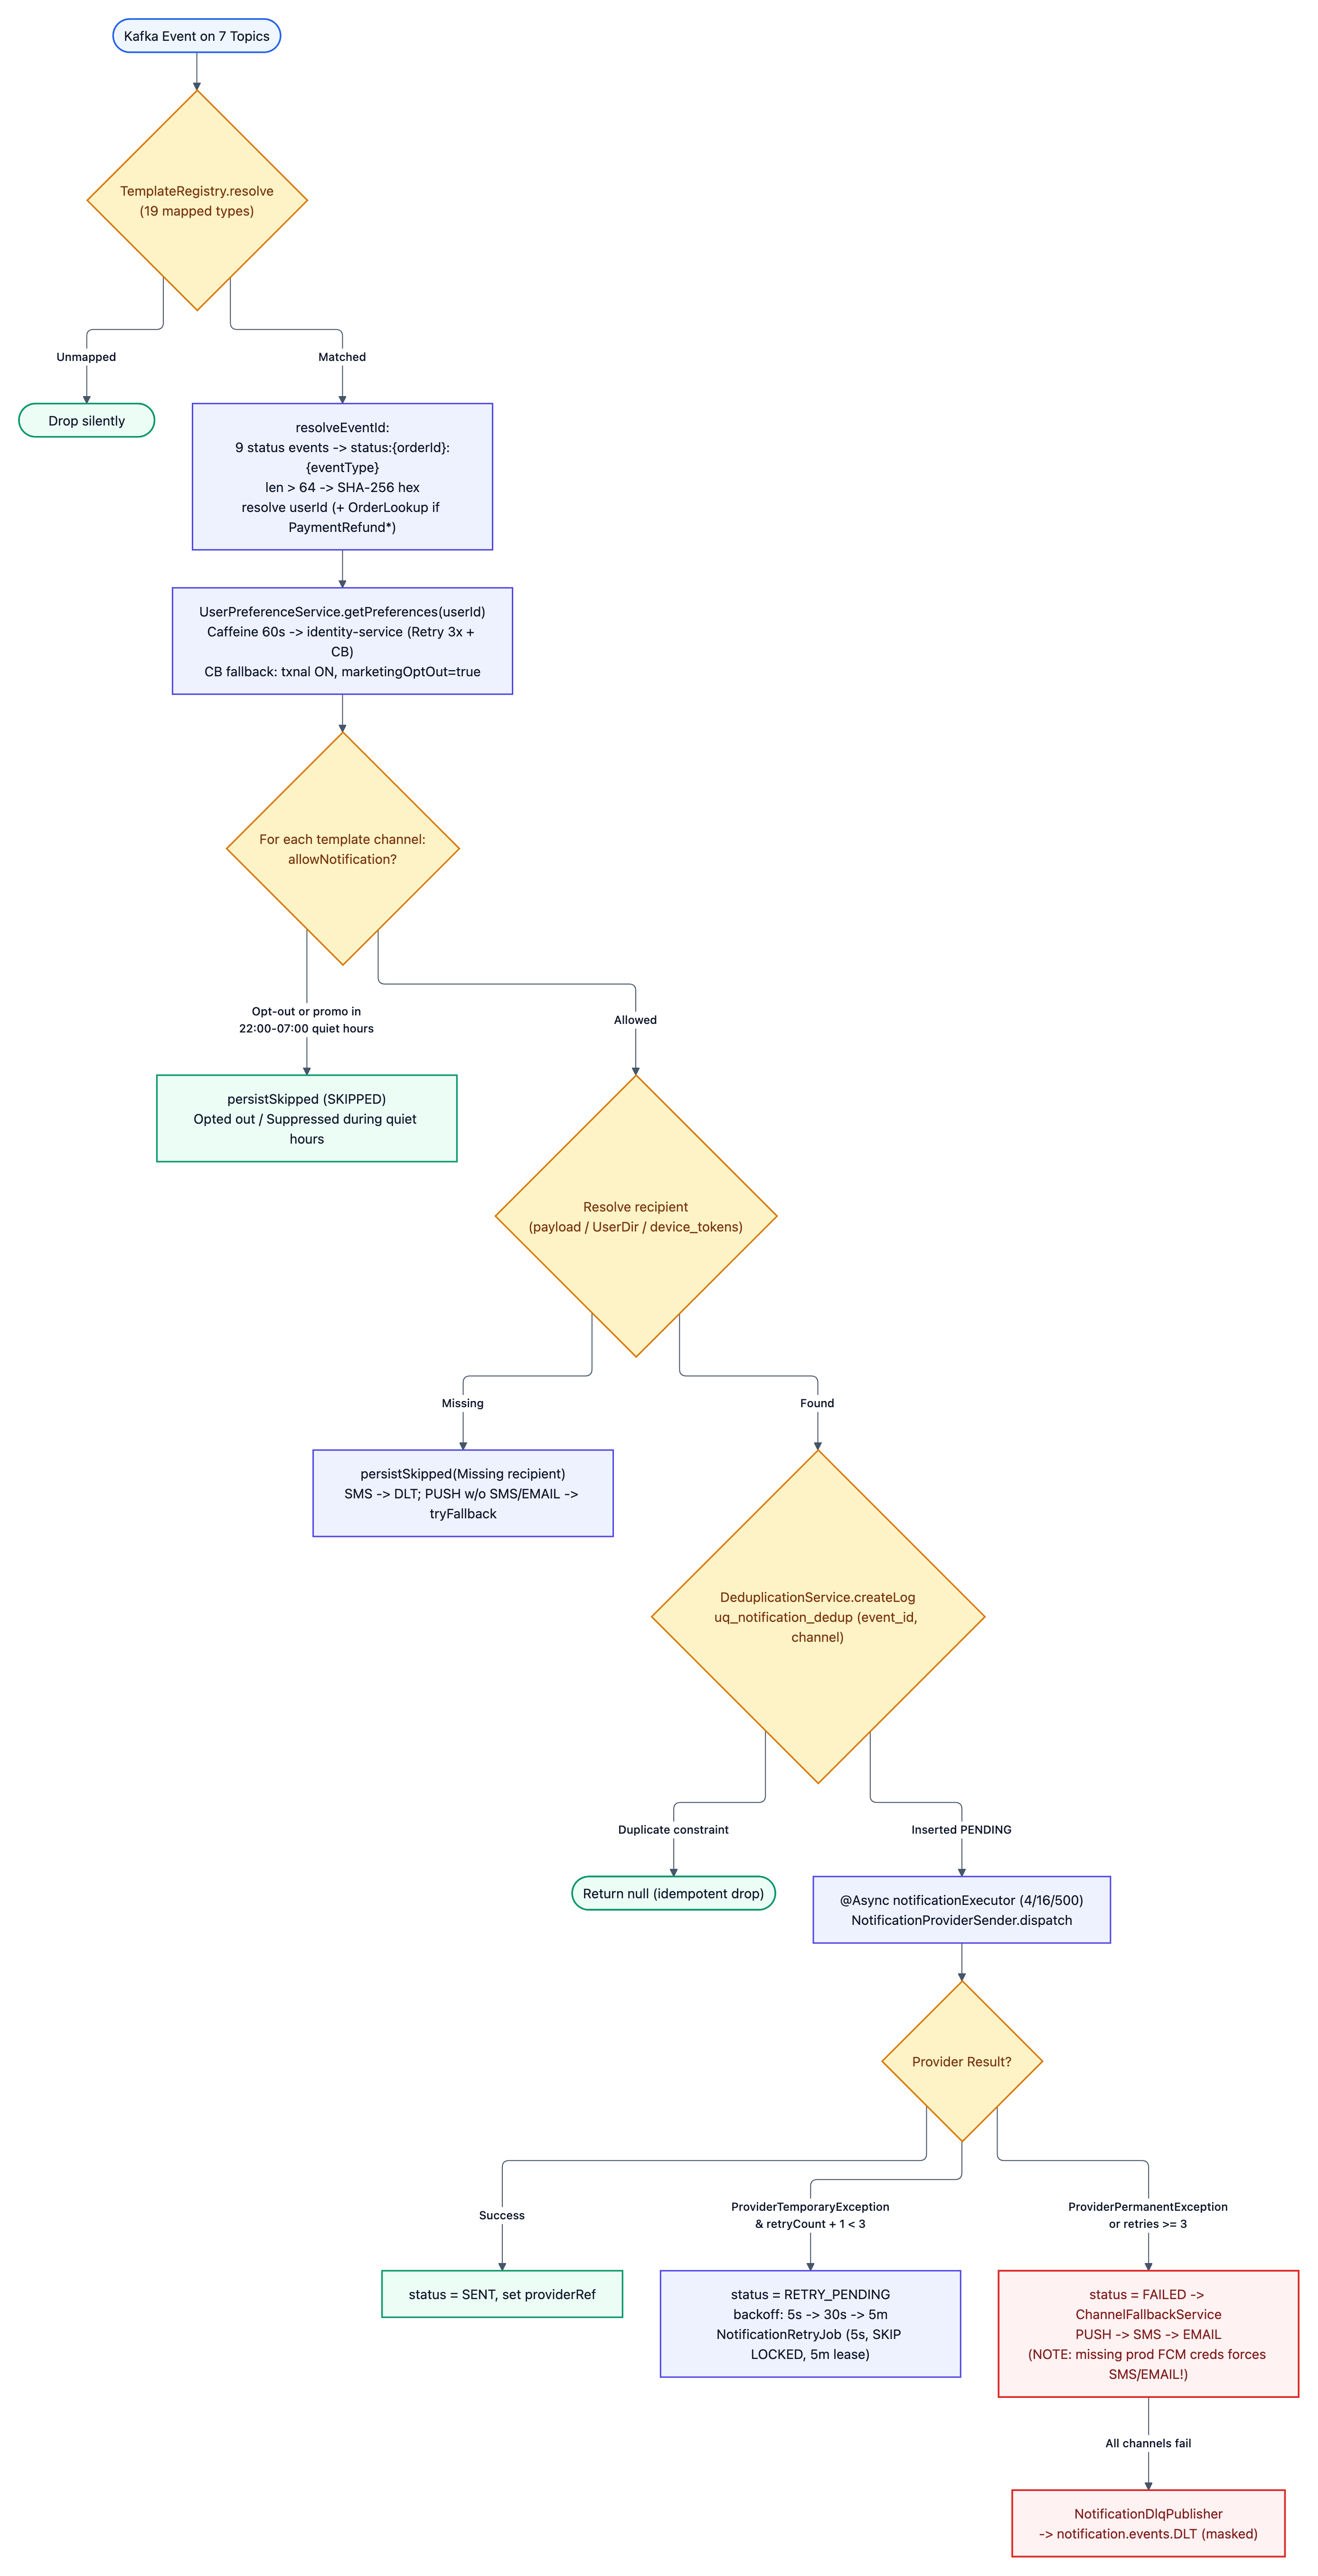 Kafka Event on 7 Topics
TemplateRegistry.resolve
(19 mapped types)
Unmapped
Matched
Drop silently
resolveEventId:
9 status events -> status:{orderId}:
{eventType}
len > 64 -> SHA-256 hex
resolve userId (+ OrderLookup if
PaymentRefund*)
UserPreferenceService.getPreferences(userId)
Caffeine 60s -> identity-service (Retry 3x +
CB)
CB fallback: txnal ON, marketingOptOut=true
For each template channel:
allowNotification?
Opt-out or promo in
22:00-07:00 quiet hours
Allowed
persistSkipped (SKIPPED)
Opted out / Suppressed during quiet
hours
Resolve recipient
(payload / UserDir / device_tokens)
Missing
Found
persistSkipped(Missing recipient)
SMS -> DLT; PUSH w/o SMS/EMAIL ->
tryFallback
DeduplicationService.createLog
uq_notification_dedup (event_id,
channel)
Duplicate constraint
Inserted PENDING
Return null (idempotent drop)
@Async notificationExecutor (4/16/500)
NotificationProviderSender.dispatch
Provider Result?
Success
ProviderTemporaryException
& retryCount + 1 < 3
ProviderPermanentException
or retries >= 3
status = SENT, set providerRef
status = RETRY_PENDING
backoff: 5s -> 30s -> 5m
NotificationRetryJob (5s, SKIP
LOCKED, 5m lease)
status = FAILED ->
ChannelFallbackService
PUSH -> SMS -> EMAIL
(NOTE: missing prod FCM creds forces
SMS/EMAIL!)
All channels fail
NotificationDlqPublisher
-> notification.events.DLT (masked)